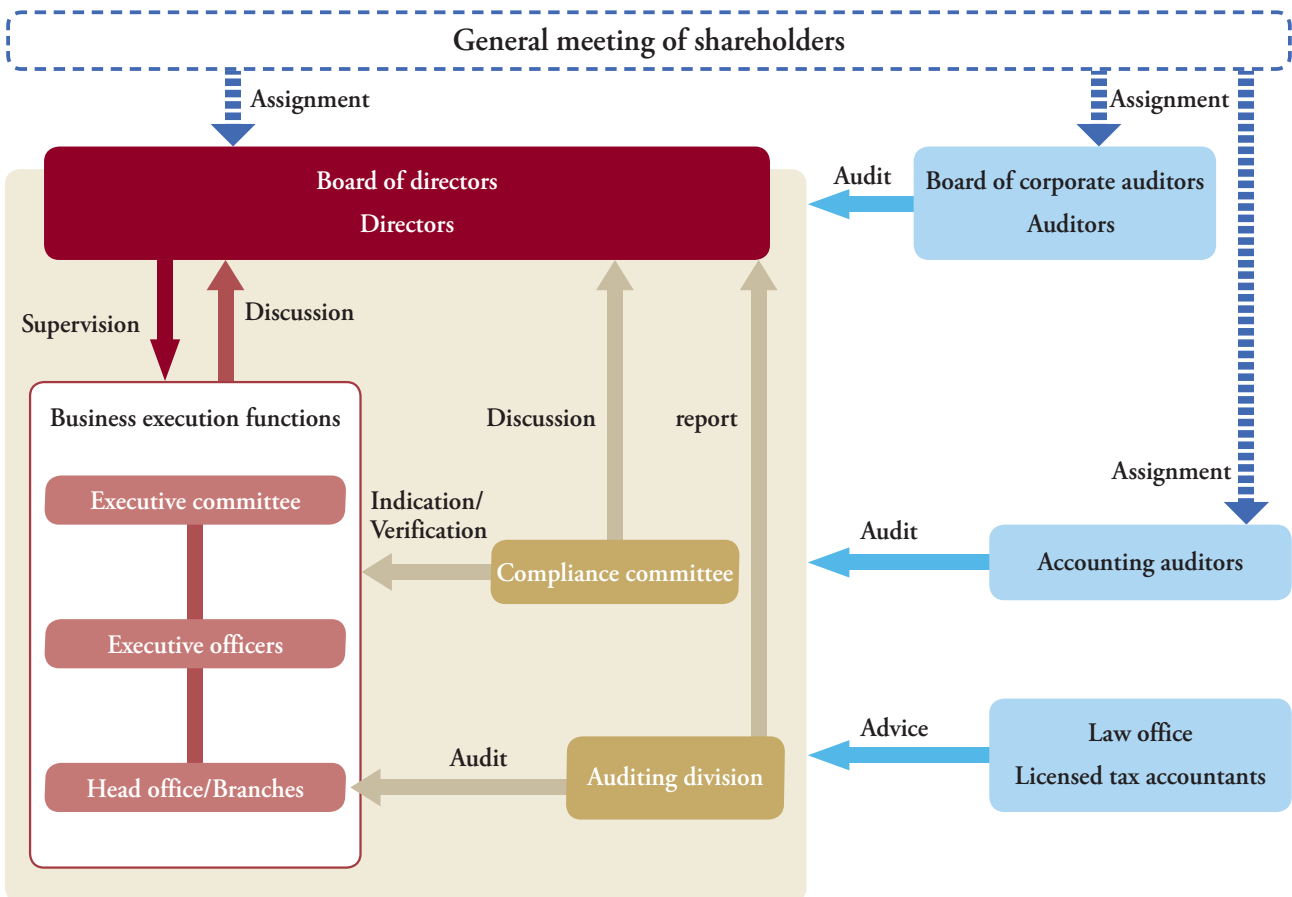 General meeting of shareholders
Assignment
Assignment
Board of directors
Directors
Audit
Board of corporate auditors
Auditors
Supervision
Discussion
Business execution functions
Discussion
report
Executive committee
Indication/
Verification
Assignment
Compliance committee
Audit
Accounting auditors
Executive officers
Head office/Branches
Audit
Auditing division
Advice
Law office
Licensed tax accountants